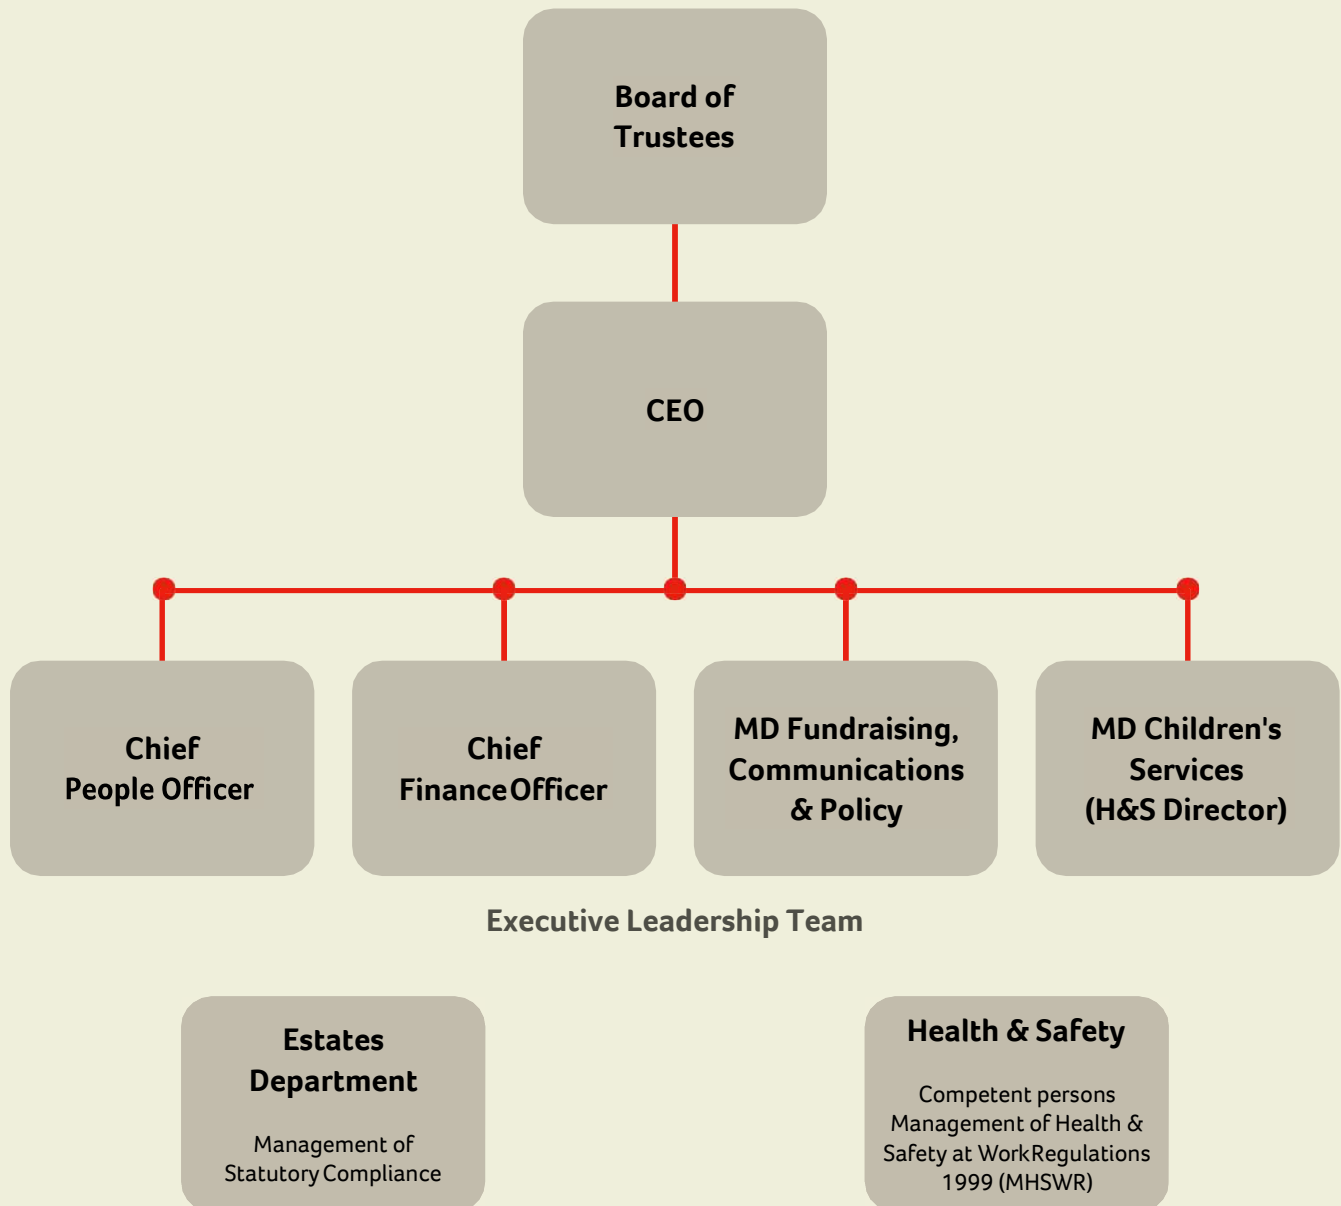 Board of
Trustees
CEO
Chief
People Officer
Chief
Finance Officer
MD Fundraising,
Communications
& Policy
MD Children's
Services
(H&S Director)
Executive Leadership Team
Estates
Department
Management of
Statutory Compliance
Health & Safety
Competent persons
Management of Health &
Safety at Work Regulations
1999 (MHSWR)